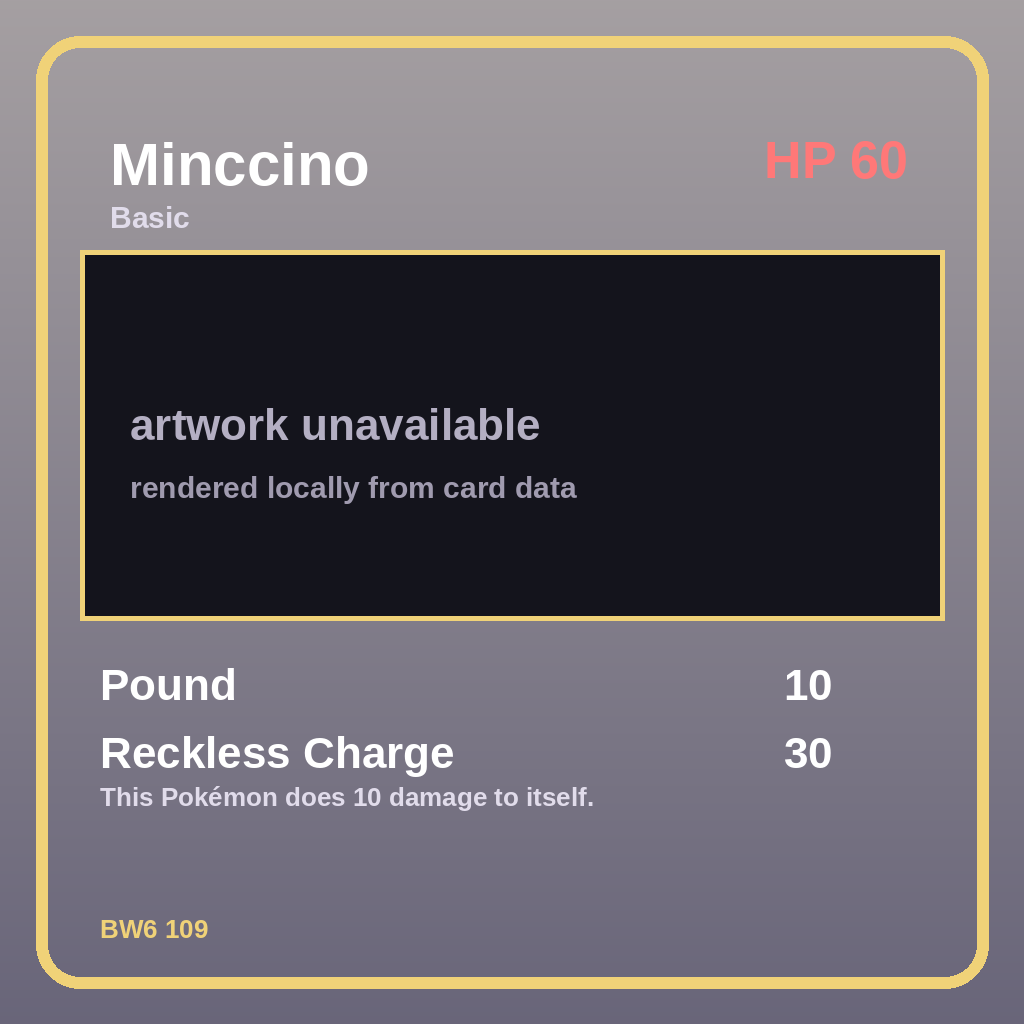 Minccino
HP 60
Basic
artwork unavailable
rendered locally from card data
Pound 10
Reckless Charge 30
This Pokémon does 10 damage to itself.
BW6 109